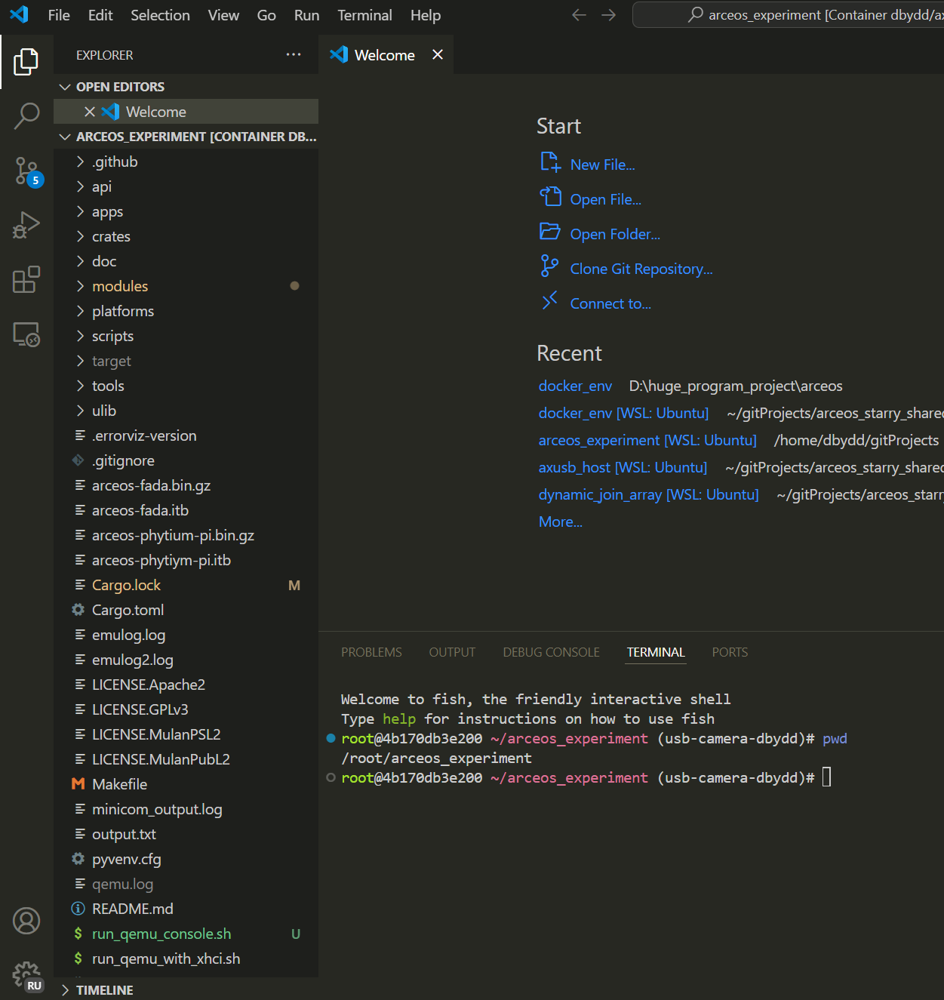 File Edit Selection View Go Run Terminal Help
arceos_experiment [Container dbydd/ax
EXPLORER
Welcome
OPEN EDITORS
Welcome
ARCEOS_EXPERIMENT [CONTAINER DB...
.github
api
apps
crates
doc
modules
platforms
scripts
target
tools
ulib
.errorviz-version
.gitignore
arceos-fada.bin.gz
arceos-fada.itb
arceos-phytium-pi.bin.gz
arceos-phytiym-pi.itb
Cargo.lock M
Cargo.toml
emulog.log
emulog2.log
LICENSE.Apache2
LICENSE.GPLv3
LICENSE.MulanPSL2
LICENSE.MulanPubL2
Makefile
minicom_output.log
output.txt
pyvenv.cfg
qemu.log
README.md
run_qemu_console.sh U
run_qemu_with_xhci.sh
TIMELINE
5
RU
Start
New File...
Open File...
Open Folder...
Clone Git Repository...
Connect to...
Recent
docker_env D:\huge_program_project\arceos
docker_env [WSL: Ubuntu] ~/gitProjects/arceos_starry_shared
arceos_experiment [WSL: Ubuntu] /home/dbydd/gitProjects
axusb_host [WSL: Ubuntu] ~/gitProjects/arceos_starry_shared
dynamic_join_array [WSL: Ubuntu] ~/gitProjects/arceos_starry
More...
PROBLEMS OUTPUT DEBUG CONSOLE TERMINAL PORTS
Welcome to fish, the friendly interactive shell
Type help for instructions on how to use fish
root@4b170db3e200 ~/arceos_experiment (usb-camera-dbydd)# pwd
/root/arceos_experiment
root@4b170db3e200 ~/arceos_experiment (usb-camera-dbydd)#